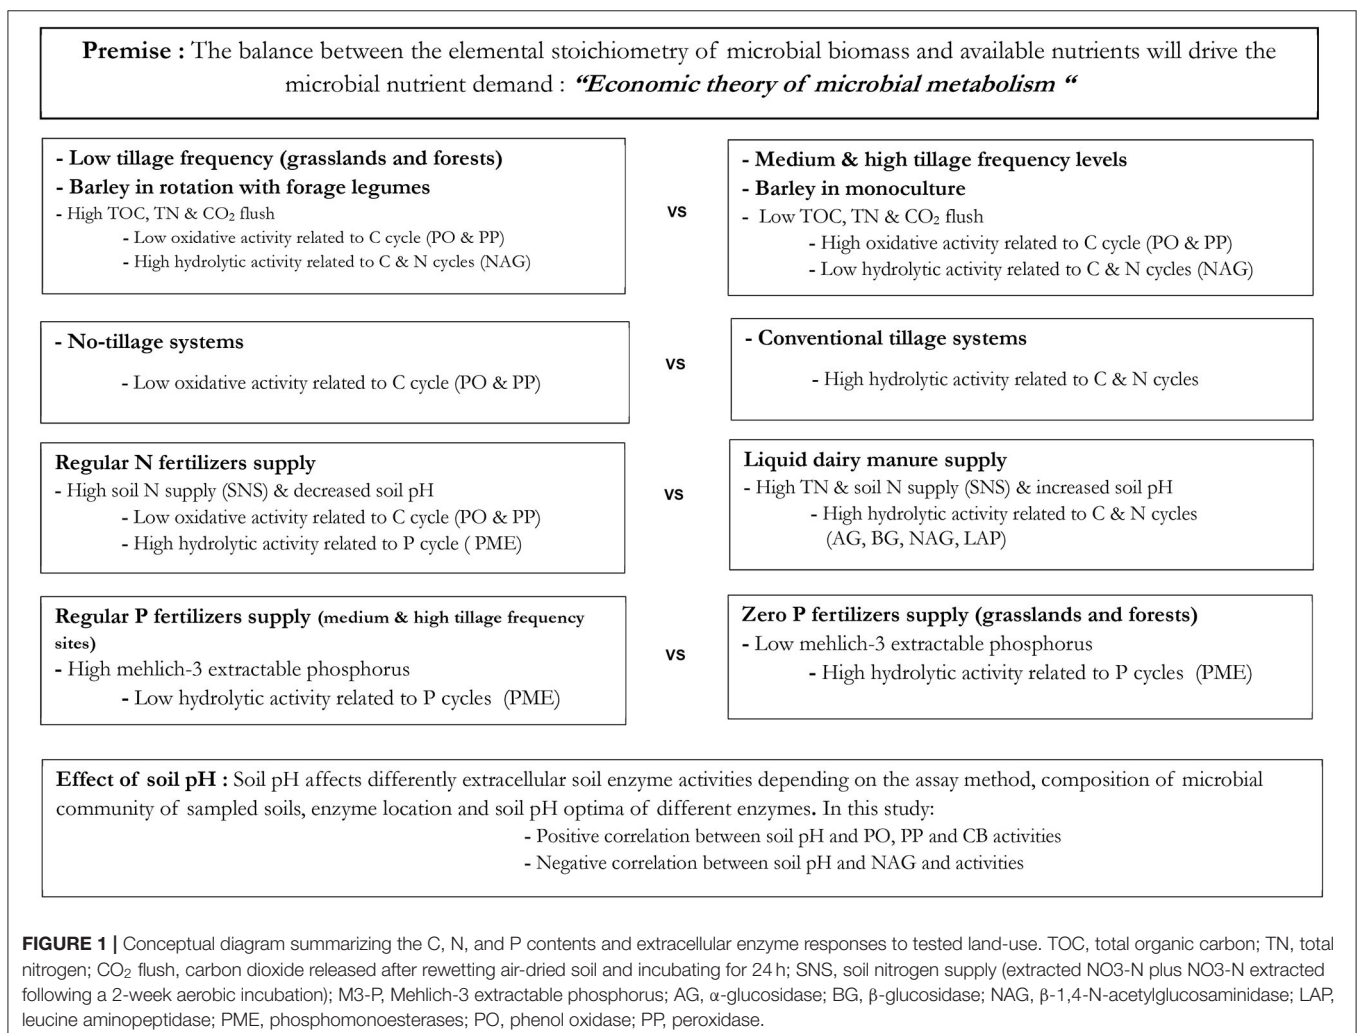 Premise : The balance between the elemental stoichiometry of microbial biomass and available nutrients will drive the
microbial nutrient demand : “Economic theory of microbial metabolism “
- Low tillage frequency (grasslands and forests)
- Barley in rotation with forage legumes
- High TOC, TN & CO₂ flush
- Low oxidative activity related to C cycle (PO & PP)
- High hydrolytic activity related to C & N cycles (NAG)
vs
- Medium & high tillage frequency levels
- Barley in monoculture
- Low TOC, TN & CO₂ flush
- High oxidative activity related to C cycle (PO & PP)
- Low hydrolytic activity related to C & N cycles (NAG)
- No-tillage systems
- Low oxidative activity related to C cycle (PO & PP)
vs
- Conventional tillage systems
- High hydrolytic activity related to C & N cycles
Regular N fertilizers supply
- High soil N supply (SNS) & decreased soil pH
- Low oxidative activity related to C cycle (PO & PP)
- High hydrolytic activity related to P cycle ( PME)
vs
Liquid dairy manure supply
- High TN & soil N supply (SNS) & increased soil pH
- High hydrolytic activity related to C & N cycles
(AG, BG, NAG, LAP)
Regular P fertilizers supply (medium & high tillage frequency
sites)
- High mehlich-3 extractable phosphorus
- Low hydrolytic activity related to P cycles (PME)
vs
Zero P fertilizers supply (grasslands and forests)
- Low mehlich-3 extractable phosphorus
- High hydrolytic activity related to P cycles (PME)
Effect of soil pH : Soil pH affects differently extracellular soil enzyme activities depending on the assay method, composition of microbial
community of sampled soils, enzyme location and soil pH optima of different enzymes. In this study:
- Positive correlation between soil pH and PO, PP and CB activities
- Negative correlation between soil pH and NAG and activities
FIGURE 1 | Conceptual diagram summarizing the C, N, and P contents and extracellular enzyme responses to tested land-use. TOC, total organic carbon; TN, total
nitrogen; CO₂ flush, carbon dioxide released after rewetting air-dried soil and incubating for 24 h; SNS, soil nitrogen supply (extracted NO3-N plus NO3-N extracted
following a 2-week aerobic incubation); M3-P, Mehlich-3 extractable phosphorus; AG, α-glucosidase; BG, β-glucosidase; NAG, β-1,4-N-acetylglucosaminidase; LAP,
leucine aminopeptidase; PME, phosphomonoesterases; PO, phenol oxidase; PP, peroxidase.